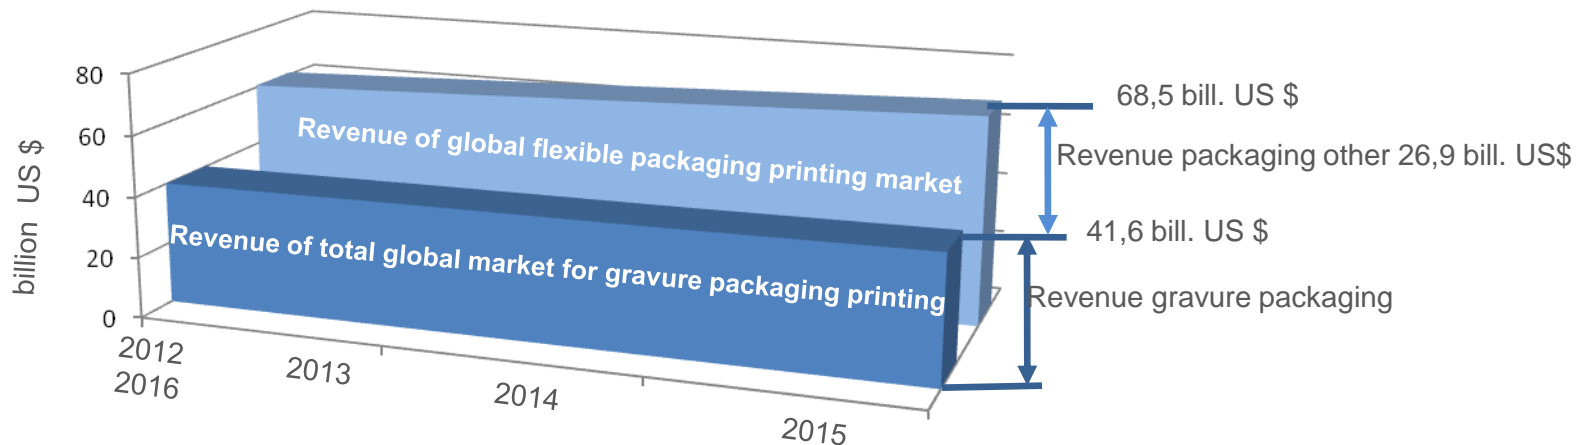 80
60
40
20
0
billion US $
Revenue of global flexible packaging printing market
Revenue of total global market for gravure packaging printing
68,5 bill. US $
Revenue packaging other 26,9 bill. US$
41,6 bill. US $
Revenue gravure packaging
2012
2016
2013
2014
2015